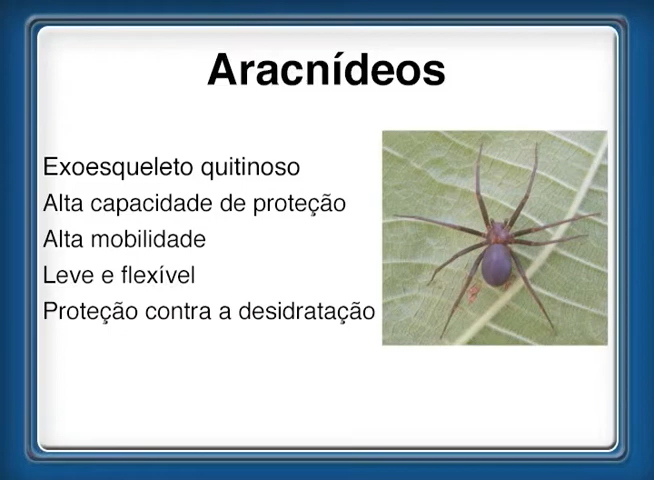 Aracnídeos
Exoesqueleto quitinoso
Alta capacidade de proteção
Alta mobilidade
Leve e flexível
Proteção contra a desidratação